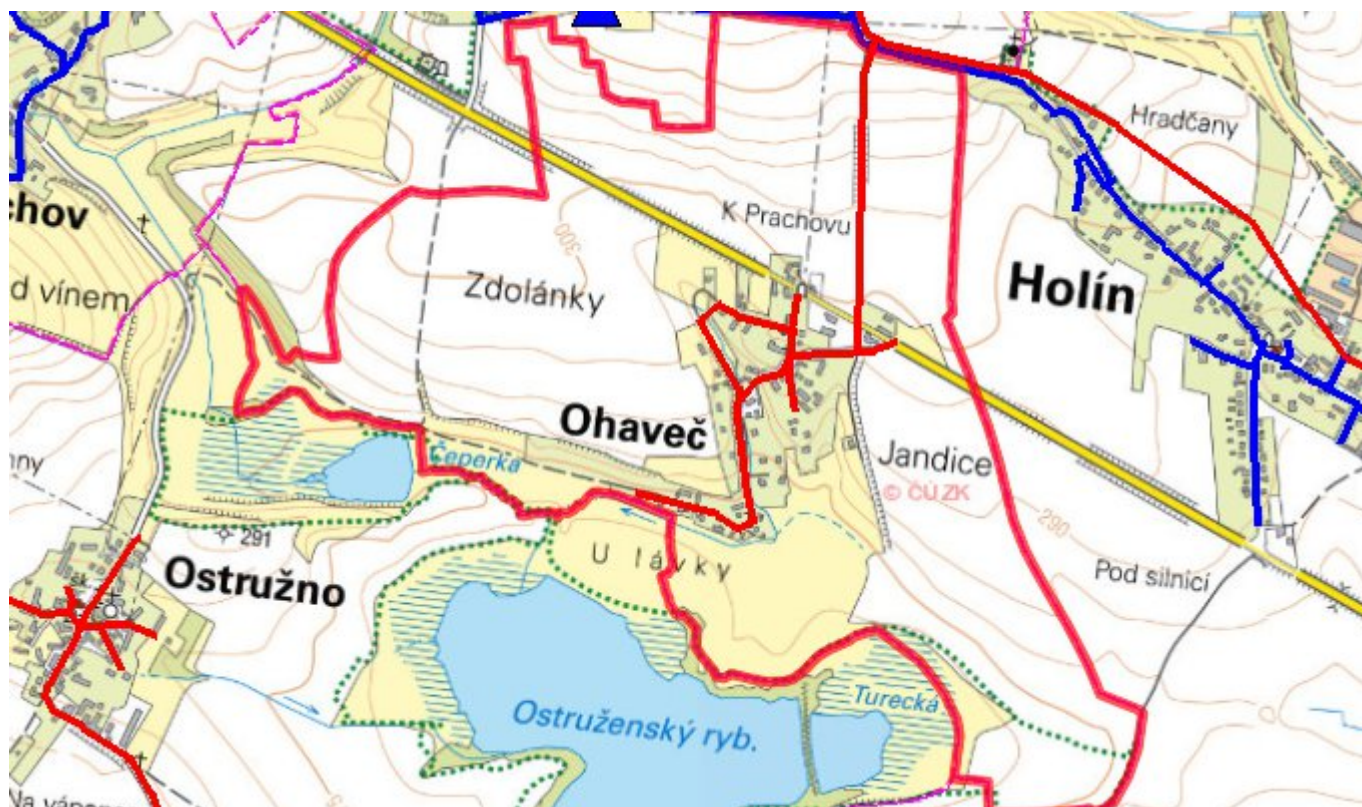 Hradčany
chov
K Prachovu
300
Zdolánky
Holín
d vínem
Ohaveč
Čeperka
Jandice
© ČÚZK
291
290
U lávky
Pod silnicí
Ostružno
šk
Turecká
Ostruženský ryb.